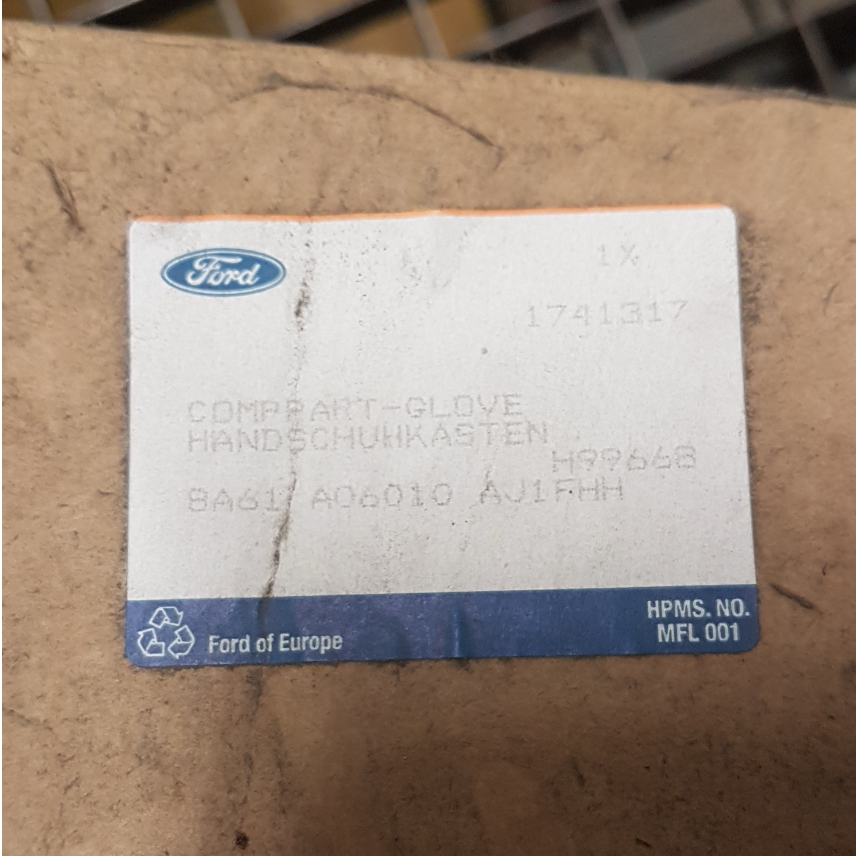 Ford
1X
1741317
COMPPART-GLOVE
HANDSCHUHKASTEN
H99668
8A61 A06010 AJ1FHH
Ford of Europe
HPMS. NO.
MFL 001